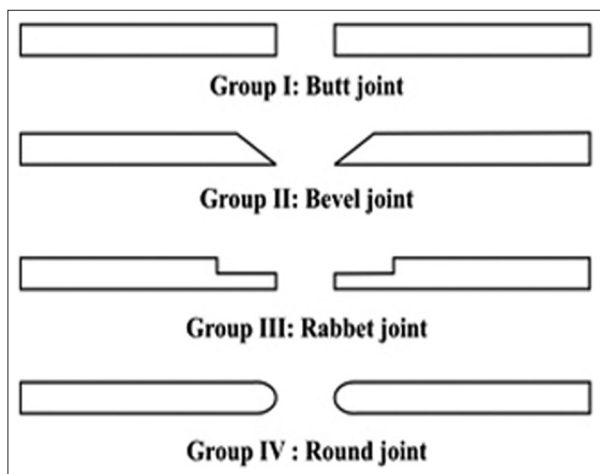 Group I: Butt joint
Group II: Bevel joint
Group III: Rabbet joint
Group IV : Round joint